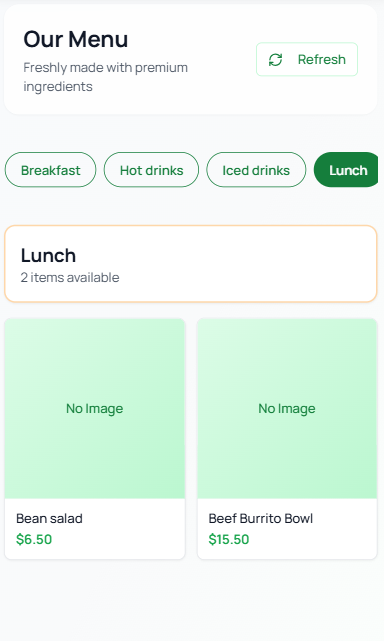 Our Menu
Freshly made with premium
ingredients
Refresh
Breakfast
Hot drinks
Iced drinks
Lunch
Lunch
2 items available
No Image
No Image
Bean salad
$6.50
Beef Burrito Bowl
$15.50